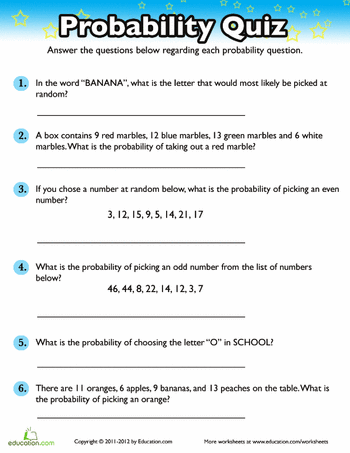 Probability Quiz
Answer the questions below regarding each probability question.
1. In the word “BANANA”, what is the letter that would most likely be picked at
random?
2. A box contains 9 red marbles, 12 blue marbles, 13 green marbles and 6 white
marbles. What is the probability of taking out a red marble?
3. If you chose a number at random below, what is the probability of picking an even
number?
3, 12, 15, 9, 5, 14, 21, 17
4. What is the probability of picking an odd number from the list of numbers
below?
46, 44, 8, 22, 14, 12, 3, 7
5. What is the probability of choosing the letter “O” in SCHOOL?
6. There are 11 oranges, 6 apples, 9 bananas, and 13 peaches on the table. What is
the probability of picking an orange?
education.com
Copyright © 2011-2012 by Education.com
More worksheets at www.education.com/worksheets